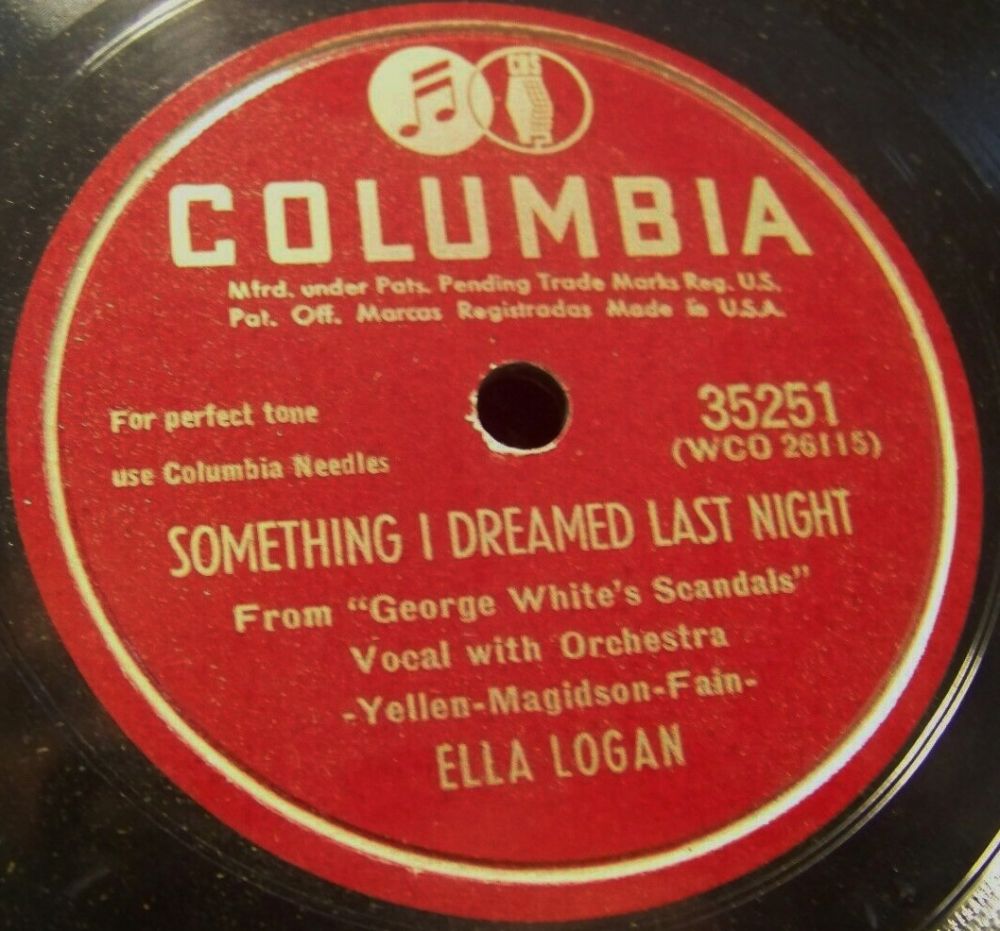 CBS
COLUMBIA
Mfrd. under Pats. Pending Trade Marks Reg. U.S.
Pat. Off. Marcas Registradas Made in U.S.A.
For perfect tone
use Columbia Needles
35251
(WCO 26115)
SOMETHING I DREAMED LAST NIGHT
From "George White's Scandals"
Vocal with Orchestra
-Yellen-Magidson-Fain-
ELLA LOGAN